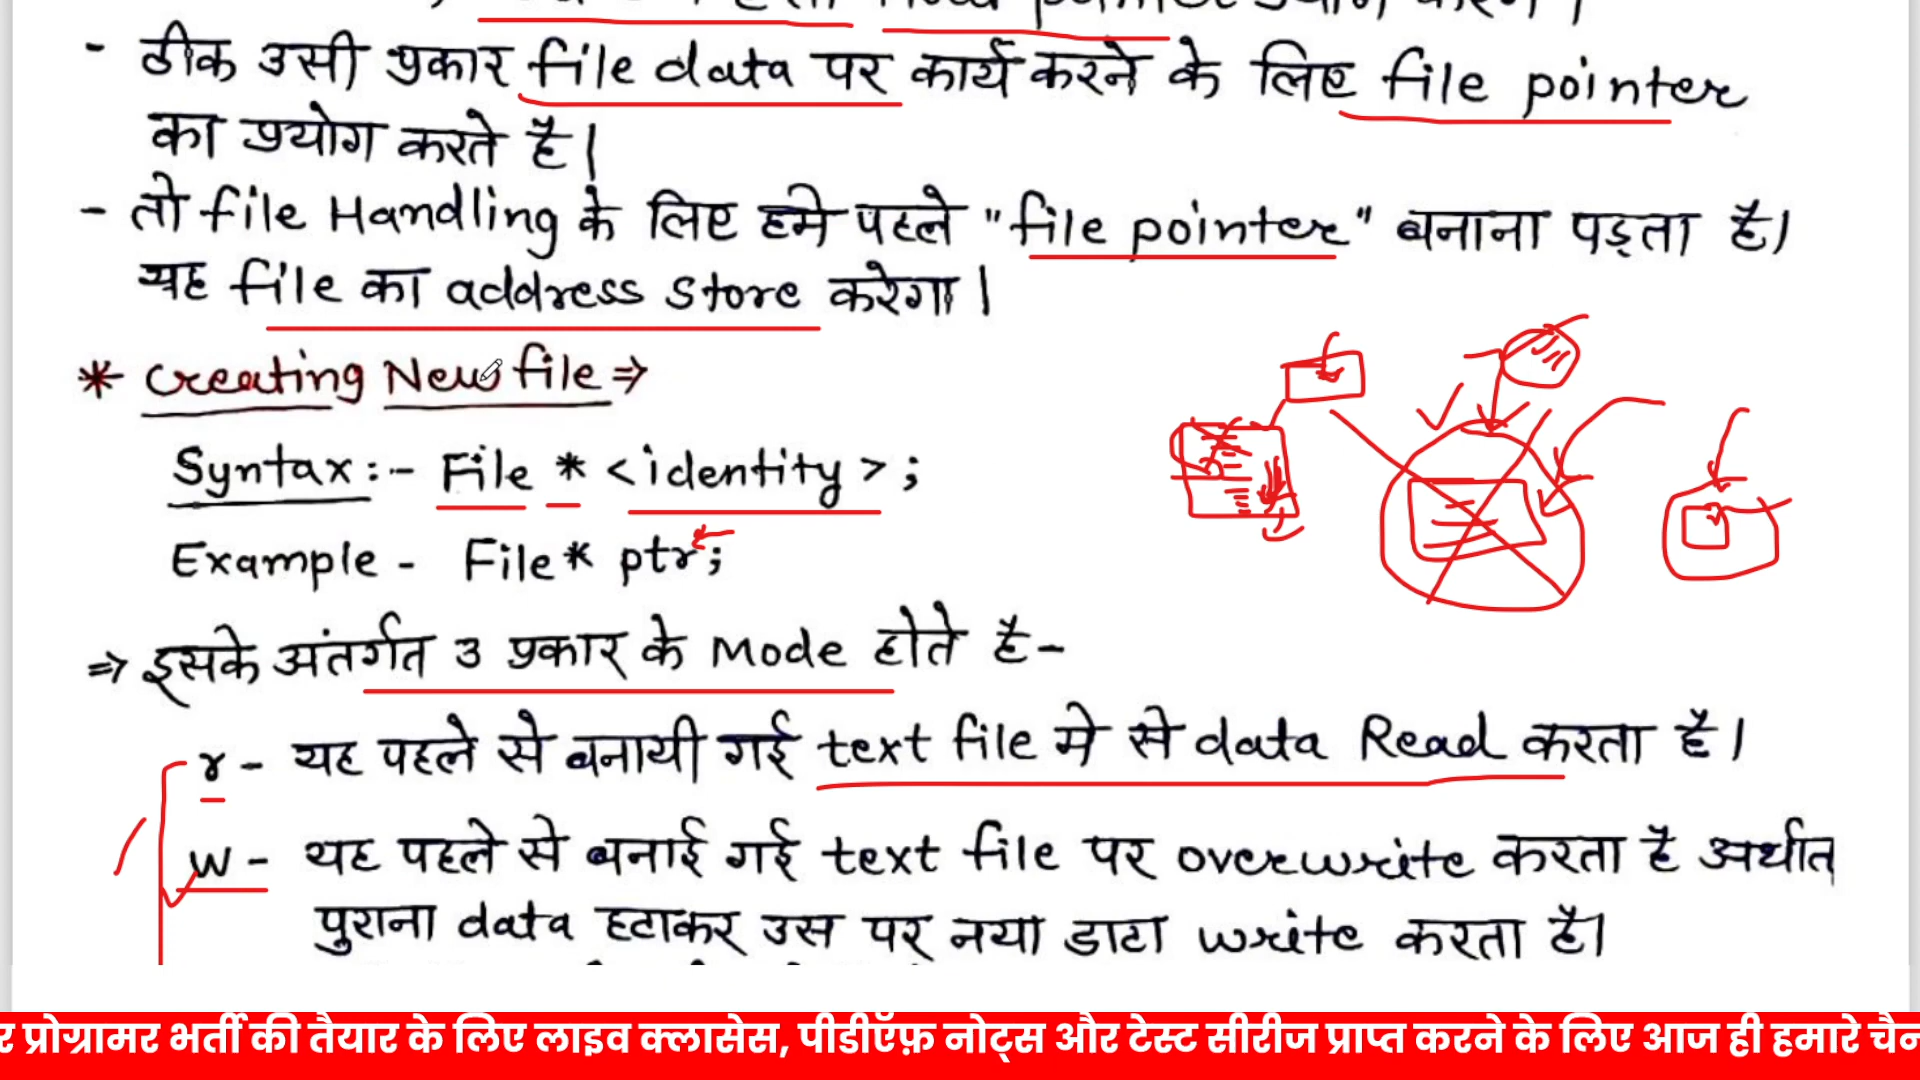 - ठीक उसी प्रकार file data पर कार्य करने के लिए file pointer
का प्रयोग करते है।
- तो file Handling के लिए हमे पहले "file pointer" बनाना पड़ता है।
यह file का address store करेगा।
* Creating New file ⇒
Syntax :- File * <identity> ;
Example - File* ptr;
⇒ इसके अंतर्गत 3 प्रकार के Mode होते है-
r - यह पहले से बनायी गई text file मे से data Read करता है।
w - यह पहले से बनाई गई text file पर overwrite करता है अर्थात
पुराना data हटाकर उस पर नया डाटा write करता है।
र प्रोग्रामर भर्ती की तैयार के लिए लाइव क्लासेस, पीडीऍफ़ नोट्स और टेस्ट सीरीज प्राप्त करने के लिए आज ही हमारे चैन